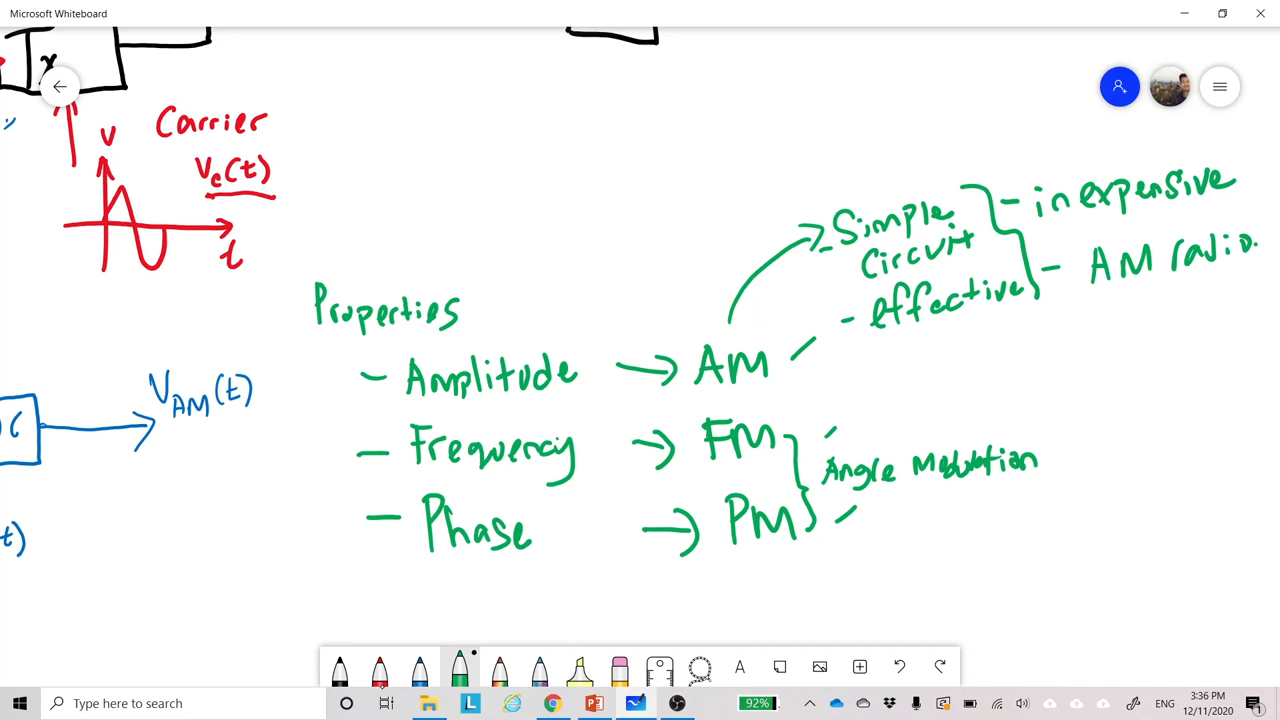 Microsoft Whiteboard
x
Carrier
V
Vc(t)
t
Simple
Circuit
- effective
- inexpensive
- AM radio.
Properties
- Amplitude → AM
- Frequency → FM
- Phase → PM
Angle Modulation
VAM(t)
t)
A
Type here to search
L
92%
3:36 PM
12/11/2020
1